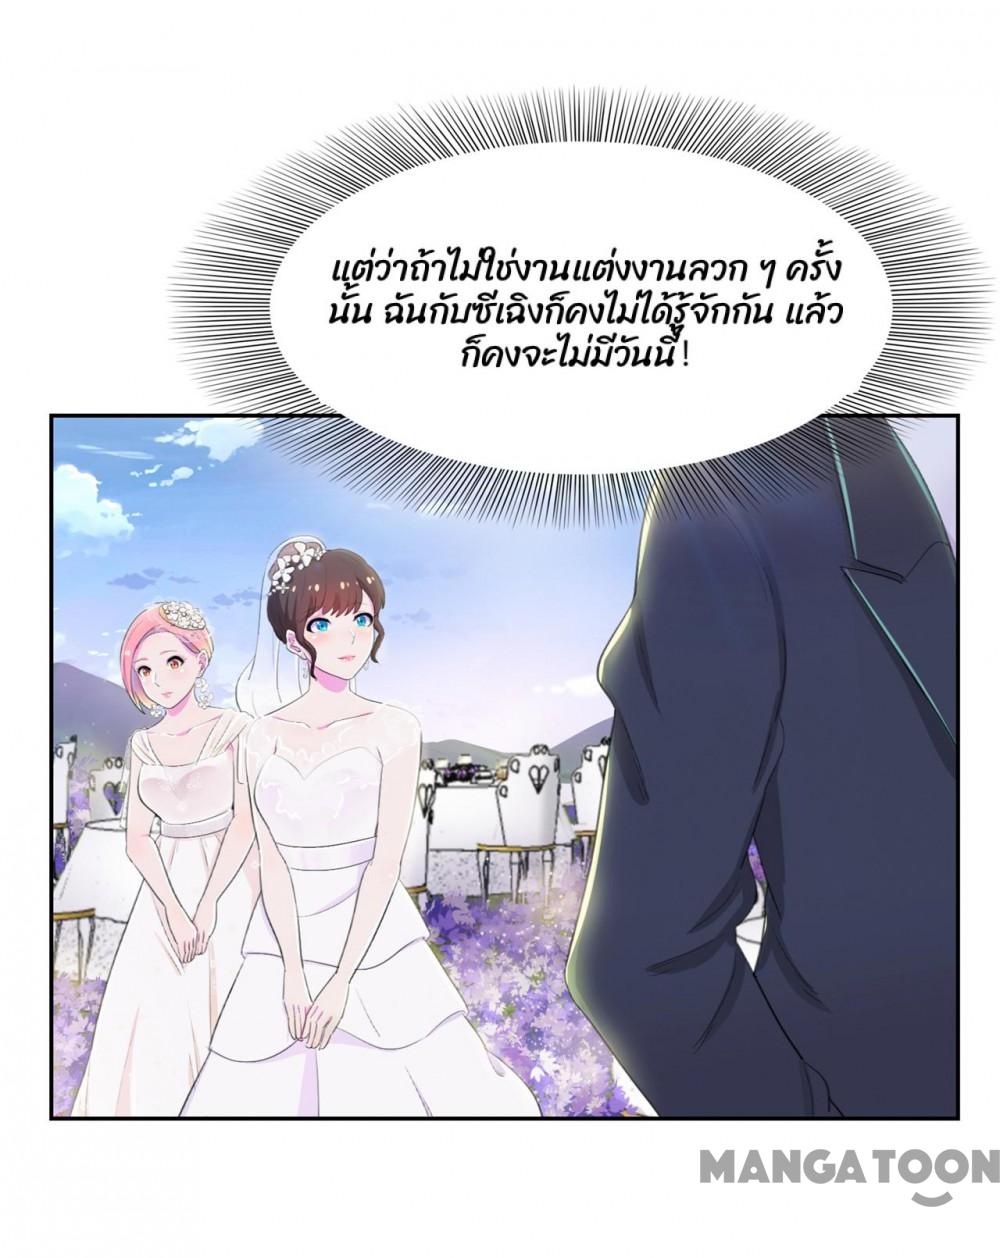 แต่ว่าถ้าไม่ใช่งานแต่งงานลวก ๆ ครั้ง
นั้น ฉันกับซีเฉิงก็คงไม่ได้รู้จักกัน แล้ว
ก็คงจะไม่มีวันนี้!
MANGATOON